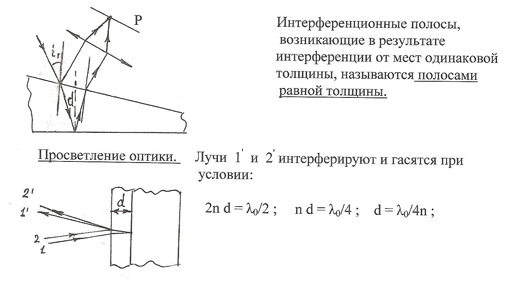 P
i₁
d
Интерференционные полосы,
возникающие в результате
интерференции от мест одинаковой
толщины, называются полосами
равной толщины.
Просветление оптики. Лучи 1' и 2' интерферируют и гасятся при
условии:
2n d = λ₀/2 ; n d = λ₀/4 ; d = λ₀/4n ;
2'
1'
2
1
d